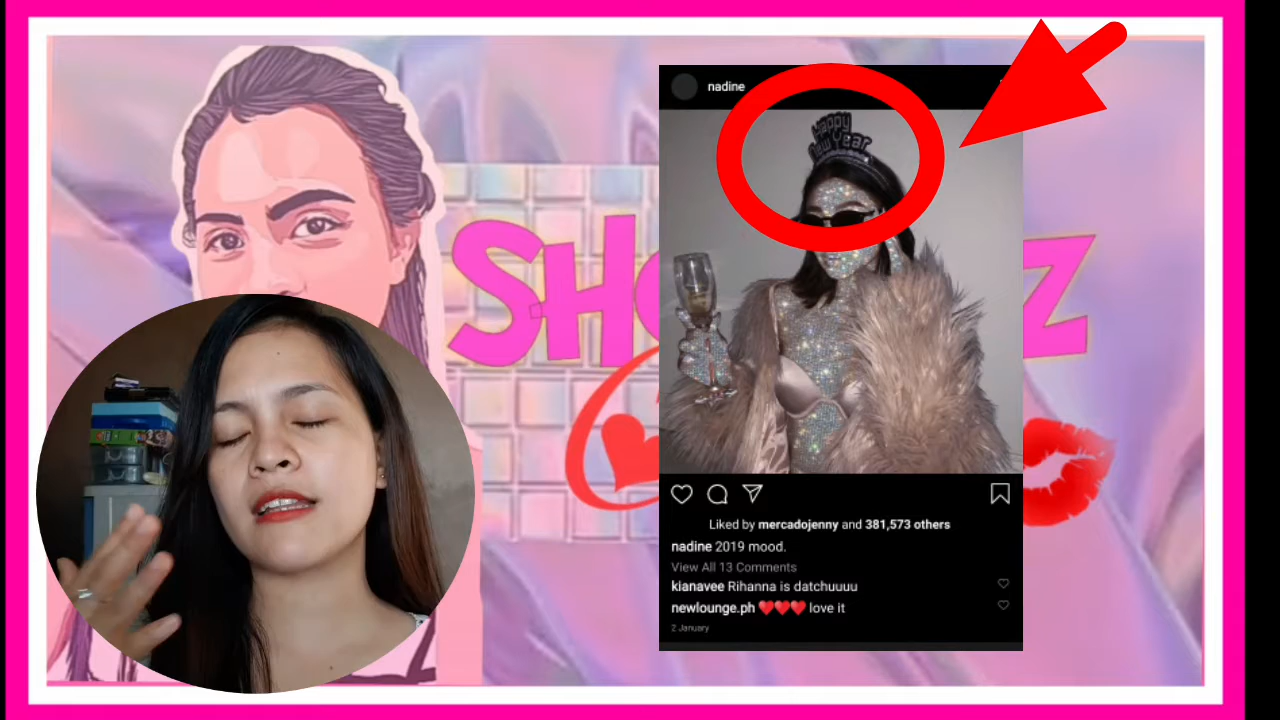 nadine
Happy
New Year
SH
Z
Liked by mercadojenny and 381,573 others
nadine 2019 mood.
View All 13 Comments
kianavee Rihanna is datchuuuu
newlounge.ph ❤️❤️❤️ love it
2 January